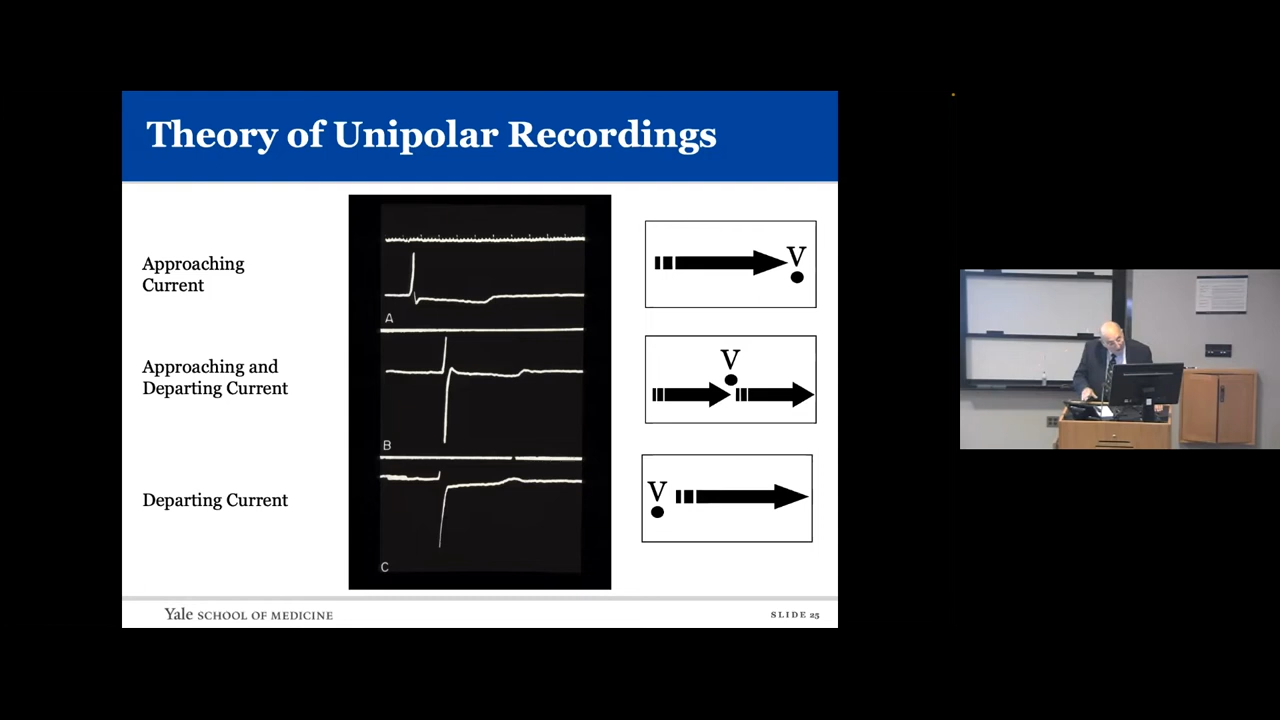 Theory of Unipolar Recordings
Approaching
Current
A
V
Approaching and
Departing Current
B
V
Departing Current
C
V
Yale SCHOOL OF MEDICINE
SLIDE 25